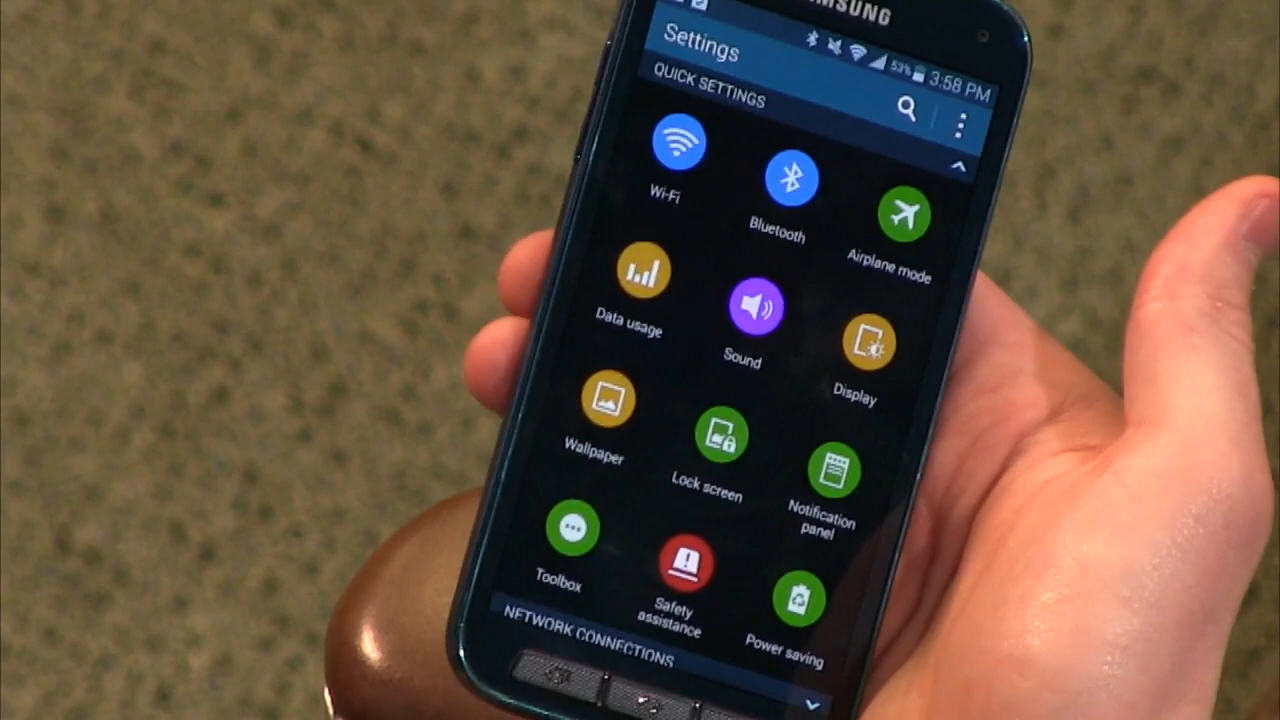 SAMSUNG
53% 3:58 PM
Settings
QUICK SETTINGS
Wi-Fi
Bluetooth
Airplane mode
Data usage
Sound
Display
Wallpaper
Lock screen
Notification
panel
Toolbox
Safety
assistance
Power saving
NETWORK CONNECTIONS